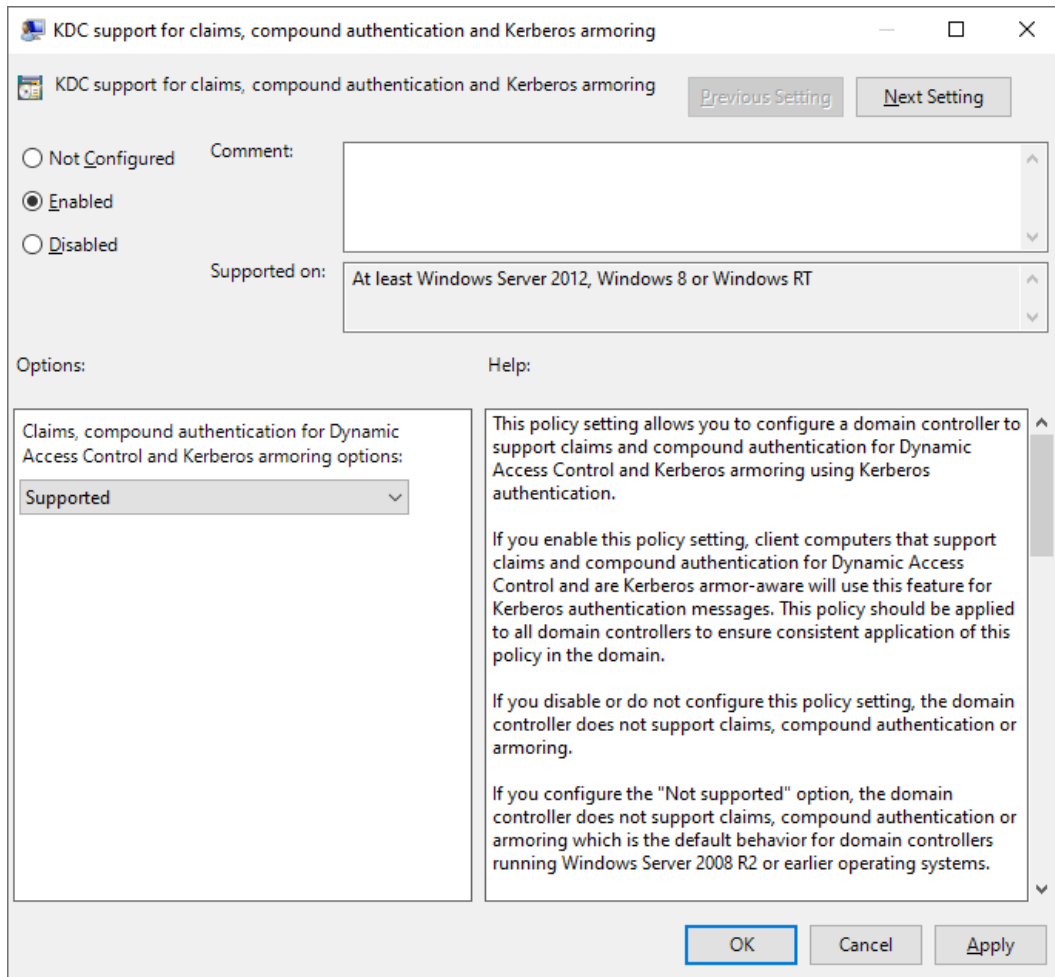 KDC support for claims, compound authentication and Kerberos armoring
KDC support for claims, compound authentication and Kerberos armoring
Previous Setting
Next Setting
Not Configured
Comment:
Enabled
Disabled
Supported on:
At least Windows Server 2012, Windows 8 or Windows RT
Options:
Help:
Claims, compound authentication for Dynamic
Access Control and Kerberos armoring options:
Supported
This policy setting allows you to configure a domain controller to
support claims and compound authentication for Dynamic
Access Control and Kerberos armoring using Kerberos
authentication.
If you enable this policy setting, client computers that support
claims and compound authentication for Dynamic Access
Control and are Kerberos armor-aware will use this feature for
Kerberos authentication messages. This policy should be applied
to all domain controllers to ensure consistent application of this
policy in the domain.
If you disable or do not configure this policy setting, the domain
controller does not support claims, compound authentication or
armoring.
If you configure the "Not supported" option, the domain
controller does not support claims, compound authentication or
armoring which is the default behavior for domain controllers
running Windows Server 2008 R2 or earlier operating systems.
OK
Cancel
Apply